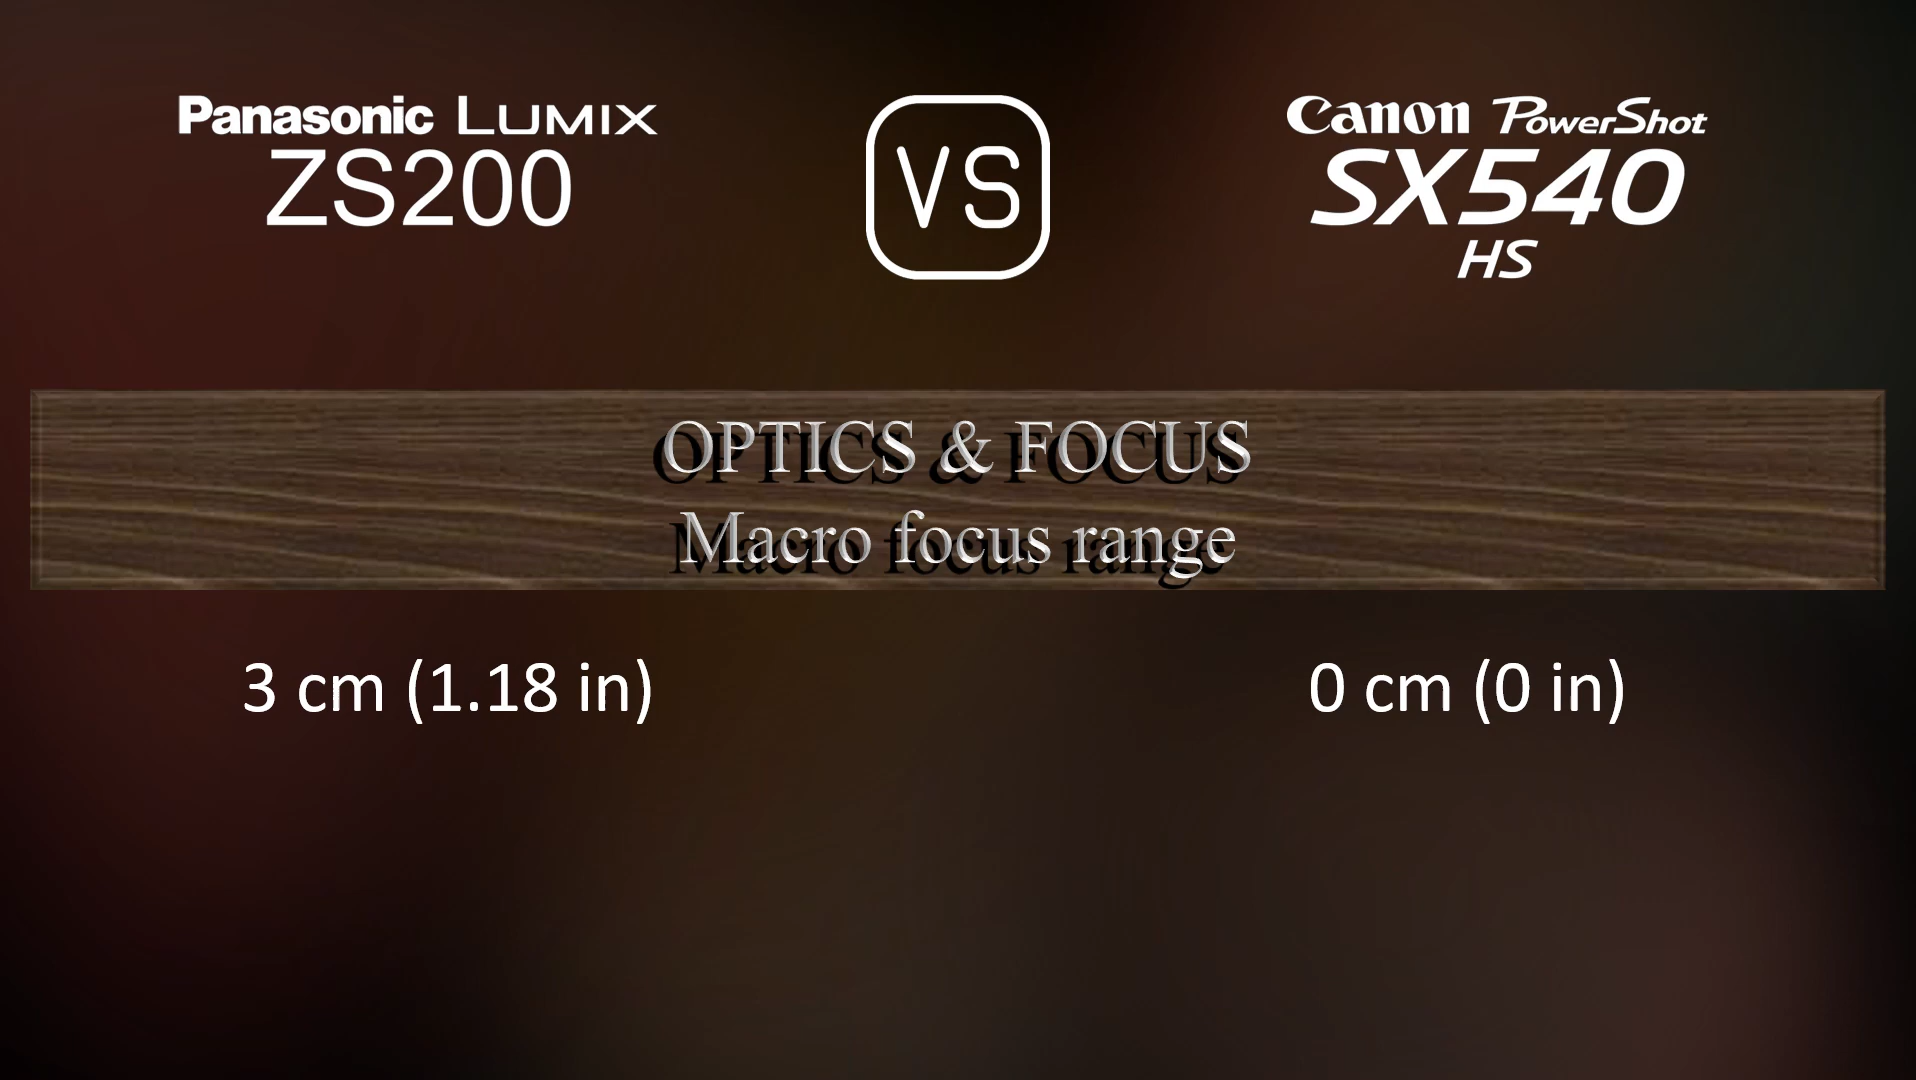 Panasonic LUMIX
ZS200
VS
Canon PowerShot
SX540
HS
OPTICS & FOCUS
Macro focus range
3 cm (1.18 in)
0 cm (0 in)